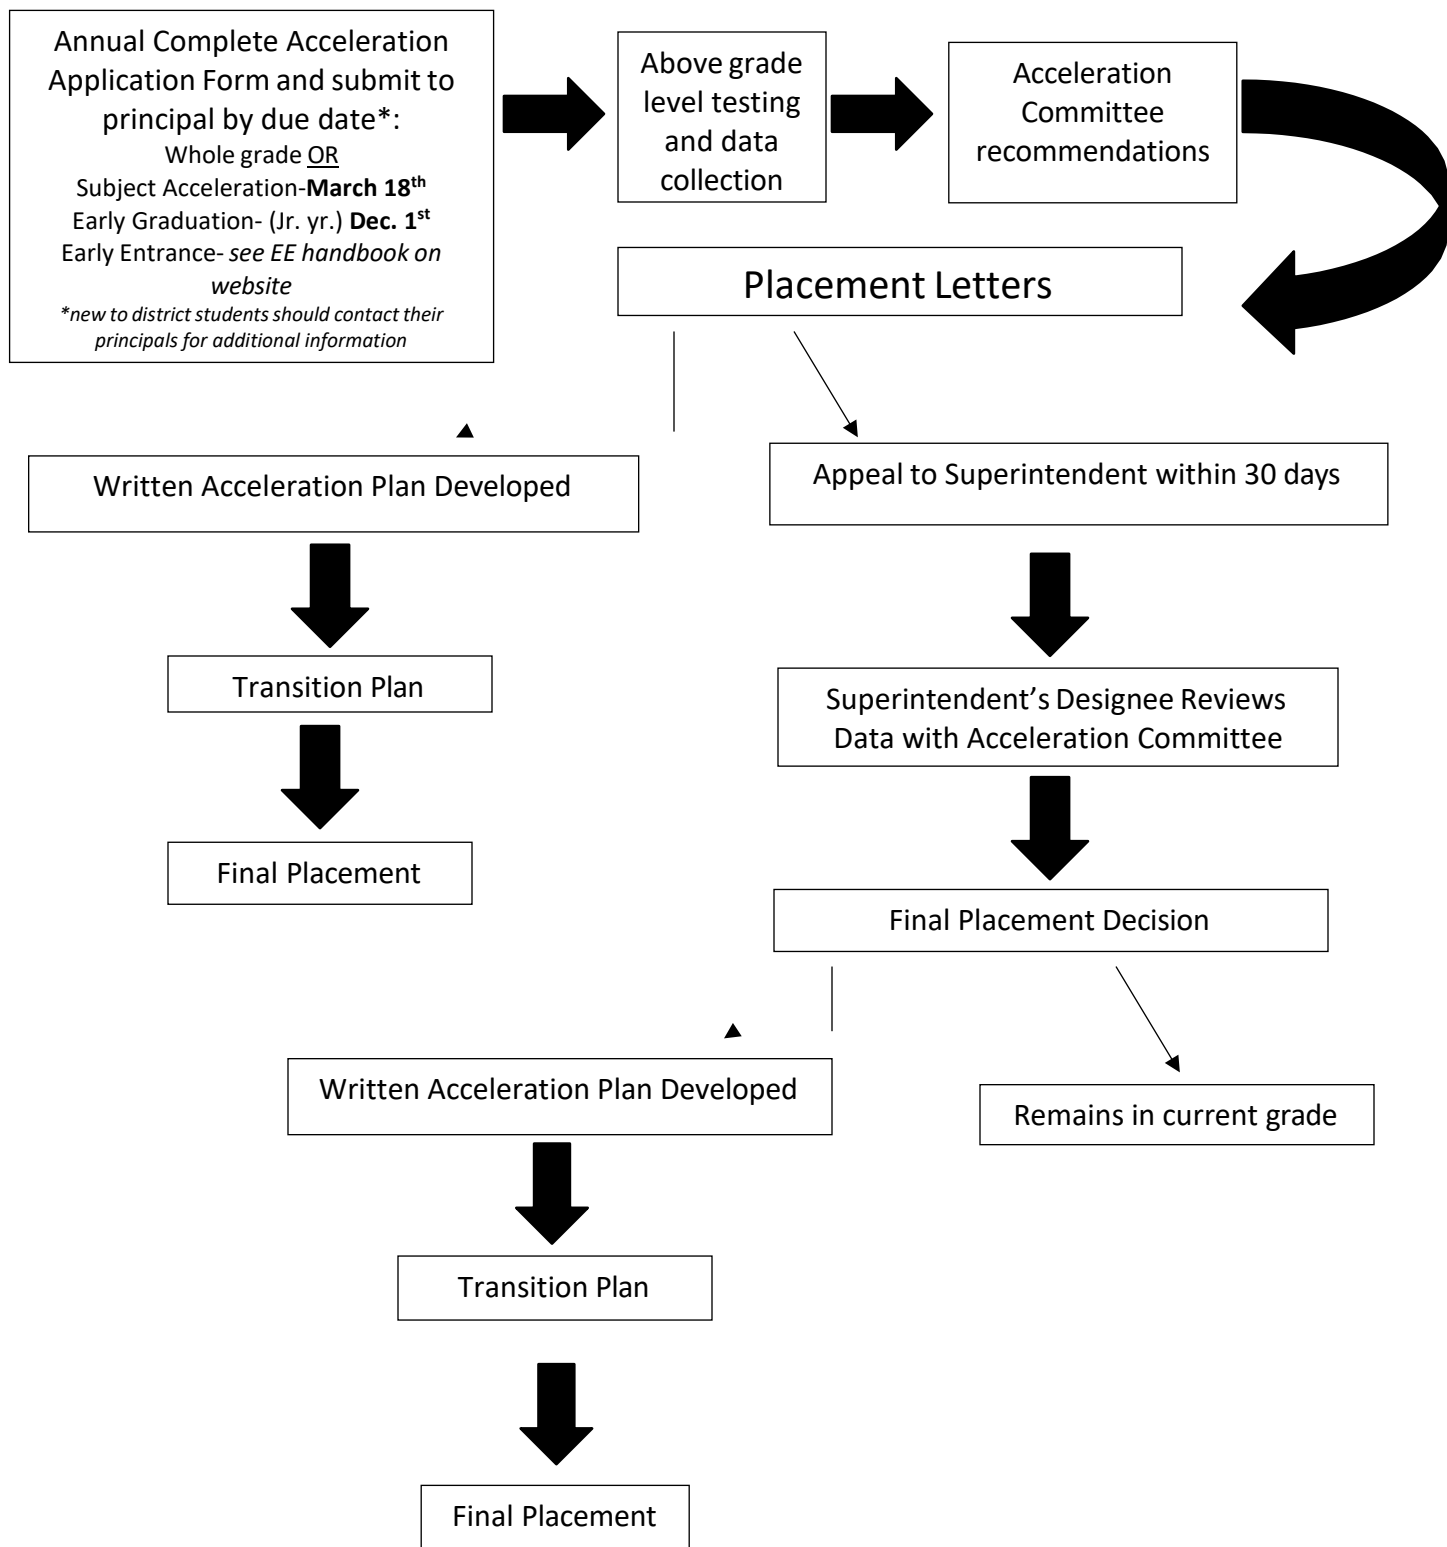 Annual Complete Acceleration
Application Form and submit to
principal by due date*:
Whole grade OR
Subject Acceleration-March 18th
Early Graduation- (Jr. yr.) Dec. 1st
Early Entrance- see EE handbook on
website
*new to district students should contact their
principals for additional information
Above grade
level testing
and data
collection
Acceleration
Committee
recommendations
Placement Letters
Written Acceleration Plan Developed
Appeal to Superintendent within 30 days
Transition Plan
Superintendent’s Designee Reviews
Data with Acceleration Committee
Final Placement
Final Placement Decision
Written Acceleration Plan Developed
Remains in current grade
Transition Plan
Final Placement